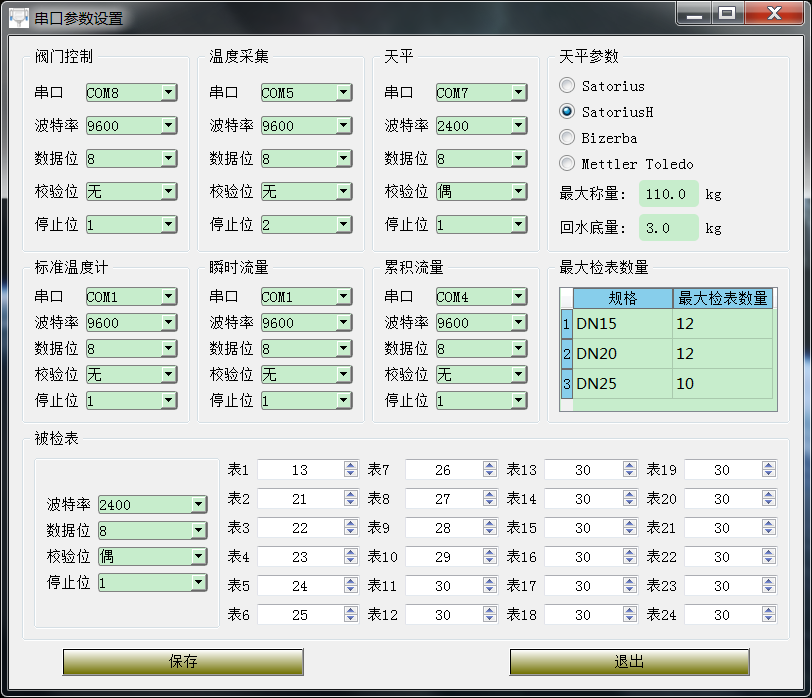 串口参数设置
阀门控制
串口 COM8
波特率 9600
数据位 8
校验位 无
停止位 1
温度采集
串口 COM5
波特率 9600
数据位 8
校验位 无
停止位 2
天平
串口 COM7
波特率 2400
数据位 8
校验位 偶
停止位 1
天平参数
Satorius
SatoriusH
Bizerba
Mettler Toledo
最大称量： 110.0 kg
回水底量： 3.0 kg
标准温度计
串口 COM1
波特率 9600
数据位 8
校验位 无
停止位 1
瞬时流量
串口 COM1
波特率 9600
数据位 8
校验位 无
停止位 1
累积流量
串口 COM4
波特率 9600
数据位 8
校验位 无
停止位 1
最大检表数量
规格 最大检表数量
1 DN15 12
2 DN20 12
3 DN25 10
被检表
波特率 2400
数据位 8
校验位 偶
停止位 1
表1 13 表7 26 表13 30 表19 30
表2 21 表8 27 表14 30 表20 30
表3 22 表9 28 表15 30 表21 30
表4 23 表10 29 表16 30 表22 30
表5 24 表11 30 表17 30 表23 30
表6 25 表12 30 表18 30 表24 30
保存 退出